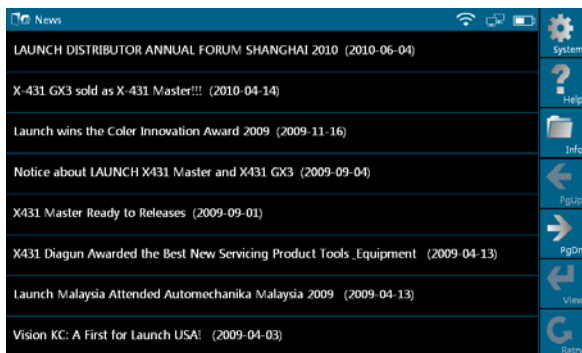 News
LAUNCH DISTRIBUTOR ANNUAL FORUM SHANGHAI 2010 (2010-06-04)
X-431 GX3 sold as X-431 Master!!! (2010-04-14)
Launch wins the Coler Innovation Award 2009 (2009-11-16)
Notice about LAUNCH X431 Master and X431 GX3 (2009-09-04)
X431 Master Ready to Releases (2009-09-01)
X431 Diagun Awarded the Best New Servicing Product Tools_Equipment (2009-04-13)
Launch Malaysia Attended Automechanika Malaysia 2009 (2009-04-13)
Vision KC: A First for Launch USA! (2009-04-03)
System
Help
Info
PgUp
PgDn
View
Retry